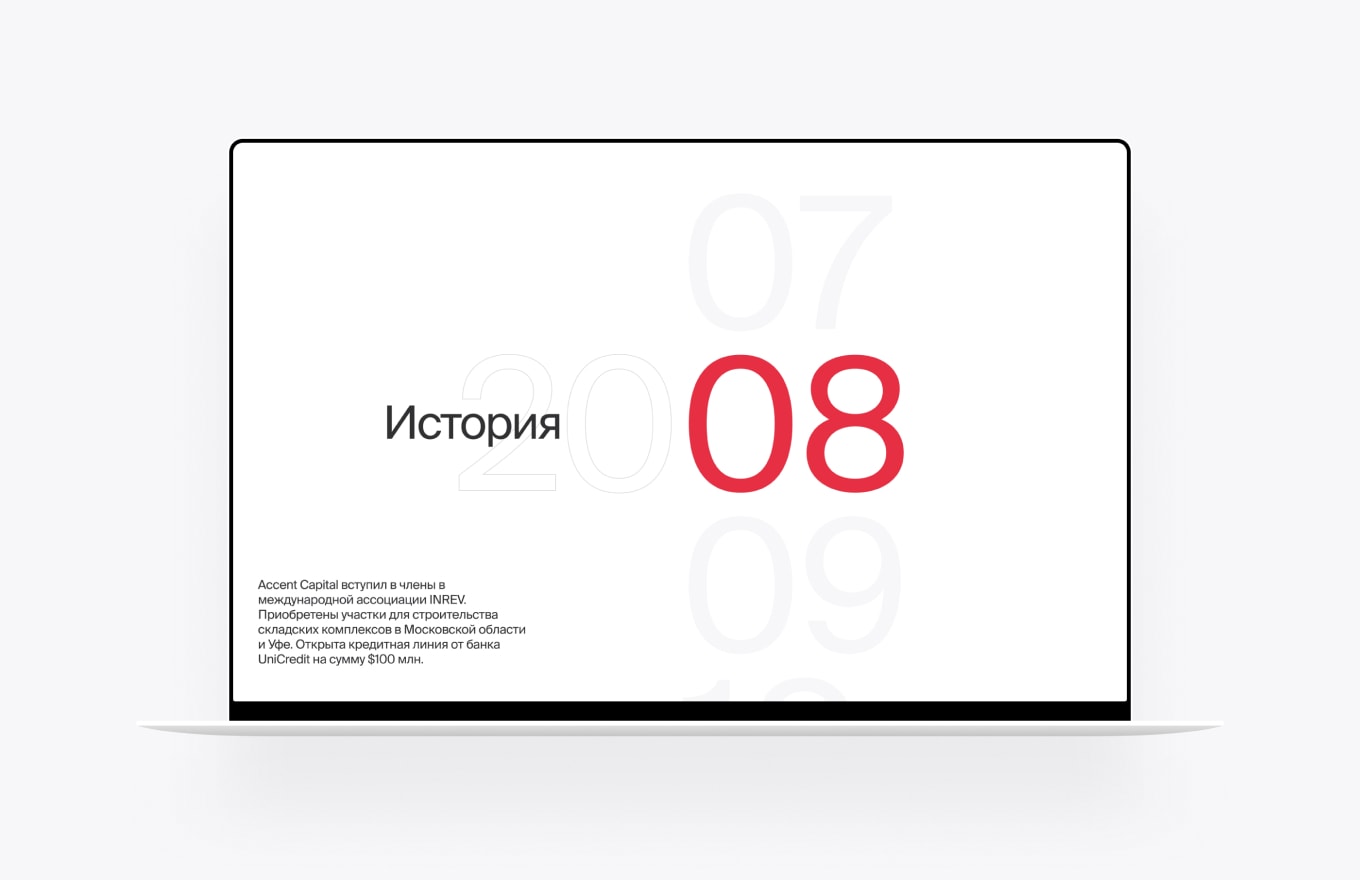 07
История 2008
09
Accent Capital вступил в члены в
международной ассоциации INREV.
Приобретены участки для строительства
складских комплексов в Московской области
и Уфе. Открыта кредитная линия от банка
UniCredit на сумму $100 млн.